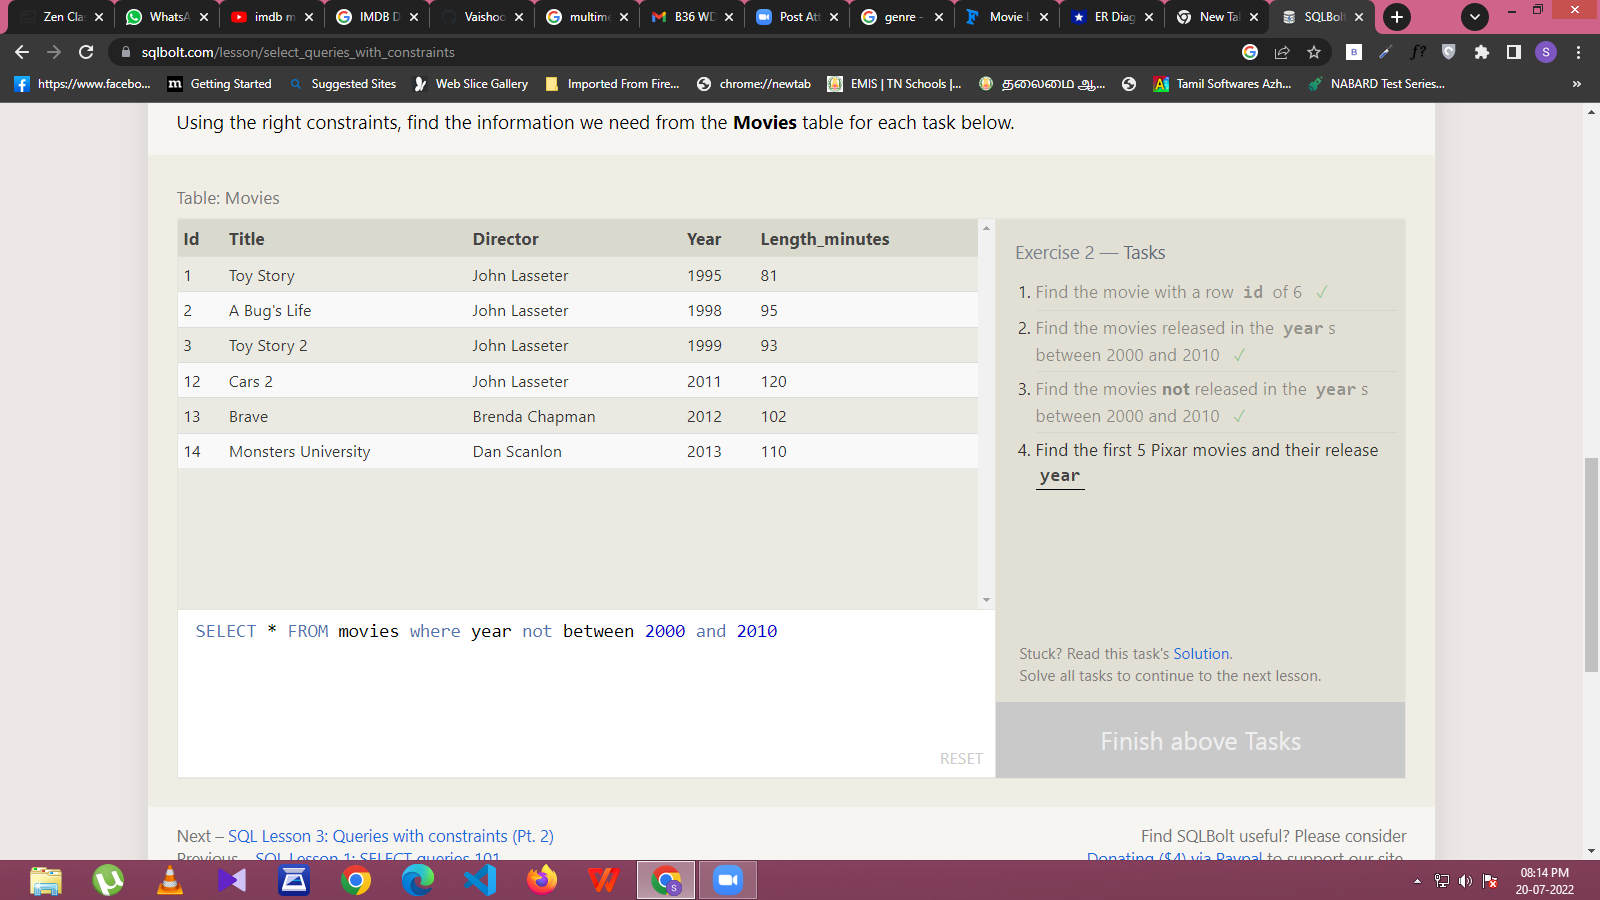 Zen Cla
WhatsA
imdb m
IMDB D
Vaishoo
multime
B36 WD
Post Att
genre -
Movie L
ER Diag
New Tal
SQLBolt
sqlbolt.com/lesson/select_queries_with_constraints
https://www.facebo...
Getting Started
Suggested Sites
Web Slice Gallery
Imported From Fire...
chrome://newtab
EMIS | TN Schools |...
தலைமை ஆ...
Tamil Softwares Azh...
NABARD Test Series...
»
Using the right constraints, find the information we need from the Movies table for each task below.
Table: Movies
Id Title Director Year Length_minutes
1 Toy Story John Lasseter 1995 81
2 A Bug's Life John Lasseter 1998 95
3 Toy Story 2 John Lasseter 1999 93
12 Cars 2 John Lasseter 2011 120
13 Brave Brenda Chapman 2012 102
14 Monsters University Dan Scanlon 2013 110
SELECT * FROM movies where year not between 2000 and 2010
RESET
Exercise 2 — Tasks
1. Find the movie with a row id of 6 ✓
2. Find the movies released in the year s
between 2000 and 2010 ✓
3. Find the movies not released in the year s
between 2000 and 2010 ✓
4. Find the first 5 Pixar movies and their release
year
Stuck? Read this task's Solution.
Solve all tasks to continue to the next lesson.
Finish above Tasks
Next – SQL Lesson 3: Queries with constraints (Pt. 2)
Previous – SQL Lesson 1: SELECT queries 101
Find SQLBolt useful? Please consider
Donating ($4) via Paypal to support our site.
08:14 PM
20-07-2022